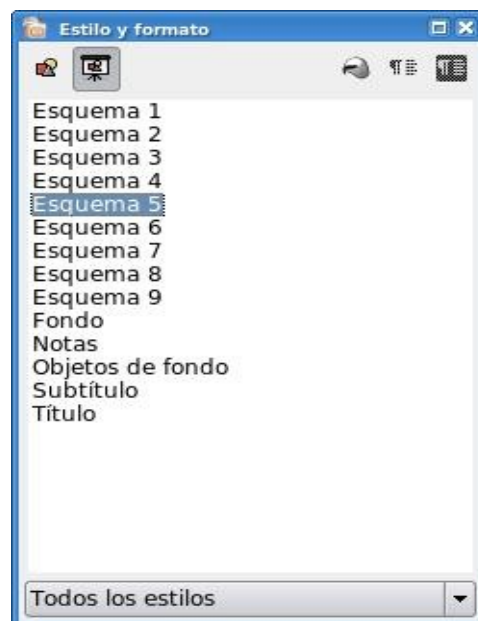 Estilo y formato
Esquema 1
Esquema 2
Esquema 3
Esquema 4
Esquema 5
Esquema 6
Esquema 7
Esquema 8
Esquema 9
Fondo
Notas
Objetos de fondo
Subtítulo
Título
Todos los estilos